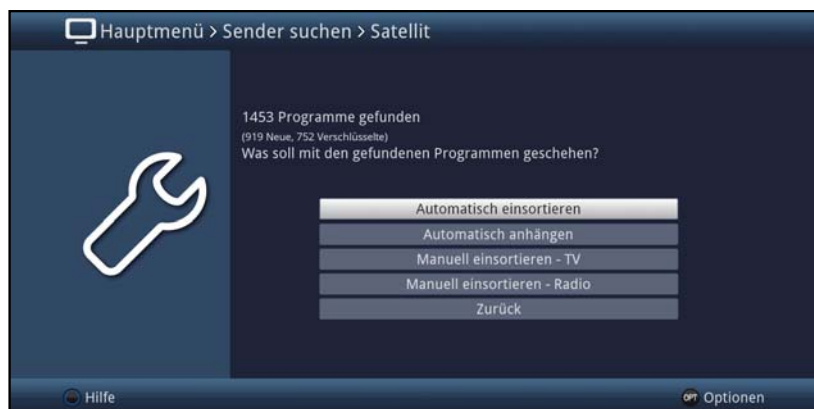 Hauptmenü > Sender suchen > Satellit
1453 Programme gefunden
(919 Neue, 752 Verschlüsselte)
Was soll mit den gefundenen Programmen geschehen?
Automatisch einsortieren
Automatisch anhängen
Manuell einsortieren - TV
Manuell einsortieren - Radio
Zurück
Hilfe
OPT Optionen